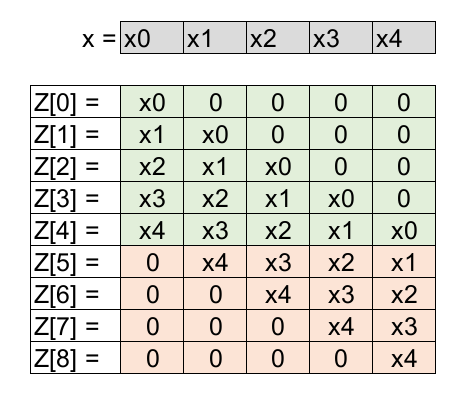 x = x0 x1 x2 x3 x4
Z[0] = x0 0 0 0 0
Z[1] = x1 x0 0 0 0
Z[2] = x2 x1 x0 0 0
Z[3] = x3 x2 x1 x0 0
Z[4] = x4 x3 x2 x1 x0
Z[5] = 0 x4 x3 x2 x1
Z[6] = 0 0 x4 x3 x2
Z[7] = 0 0 0 x4 x3
Z[8] = 0 0 0 0 x4